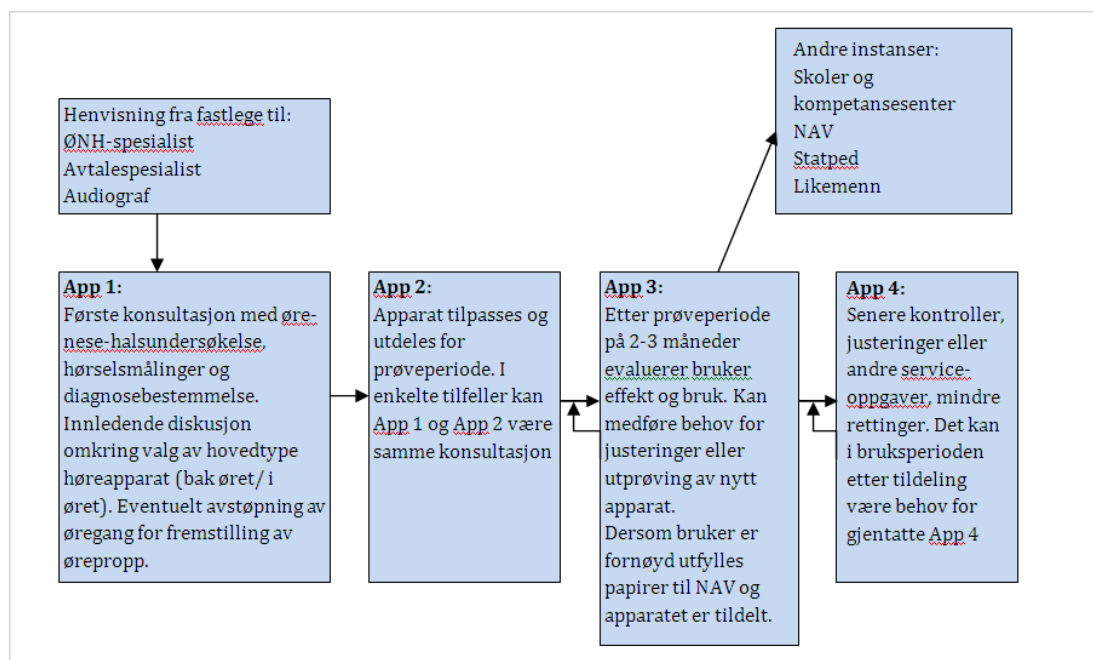 Andre instanser:
Skoler og
kompetansesenter
NAV
Statped
Likemenn
Henvisning fra fastlege til:
ØNH-spesialist
Avtalespesialist
Audiograf
App 1:
Første konsultasjon med øre-
nese-halsundersøkelse,
hørselsmålinger og
diagnosebestemmelse.
Innledende diskusjon
omkring valg av hovedtype
høreapparat (bak øret/ i
øret). Eventuelt avstøpning av
øregang for fremstilling av
ørepropp.
App 2:
Apparat tilpasses og
utdeles for
prøveperiode. I
enkelte tilfeller kan
App 1 og App 2 være
samme konsultasjon
App 3:
Etter prøveperiode
på 2-3 måneder
evaluerer bruker
effekt og bruk. Kan
medføre behov for
justeringer eller
utprøving av nytt
apparat.
Dersom bruker er
fornøyd utfylles
papirer til NAV og
apparatet er tildelt.
App 4:
Senere kontroller,
justeringer eller
andre service-
oppgaver, mindre
rettinger. Det kan
i bruksperioden
etter tildeling
være behov for
gjentatte App 4